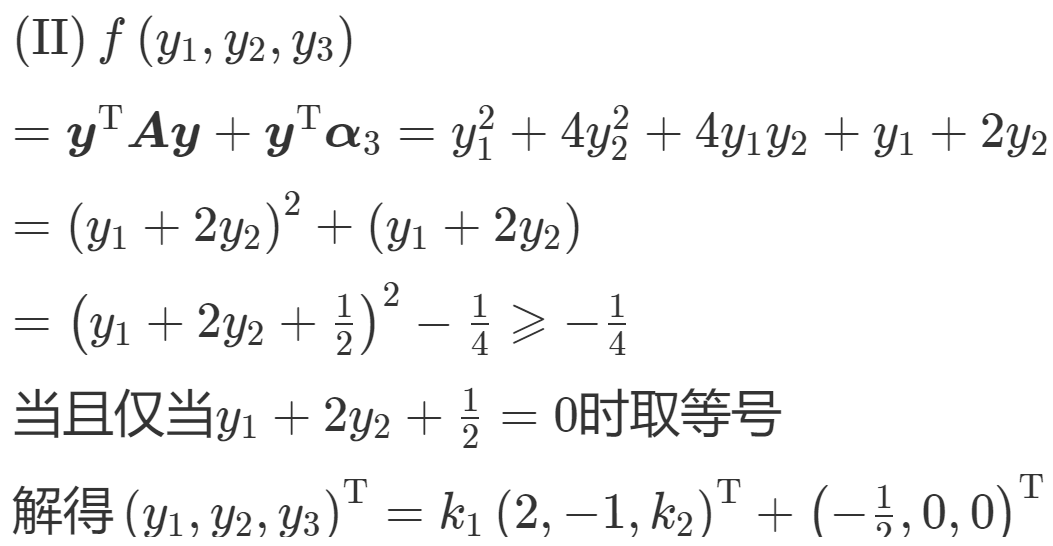 (II) f (y₁, y₂, y₃)
= yᵀAy + yᵀα₃ = y₁² + 4y₂² + 4y₁y₂ + y₁ + 2y₂
= (y₁ + 2y₂)² + (y₁ + 2y₂)
= (y₁ + 2y₂ + 1/2)² − 1/4 ⩾ −1/4
当且仅当y₁ + 2y₂ + 1/2 = 0时取等号
解得 (y₁, y₂, y₃)ᵀ = k₁ (2, −1, k₂)ᵀ + (−1/2, 0, 0)ᵀ